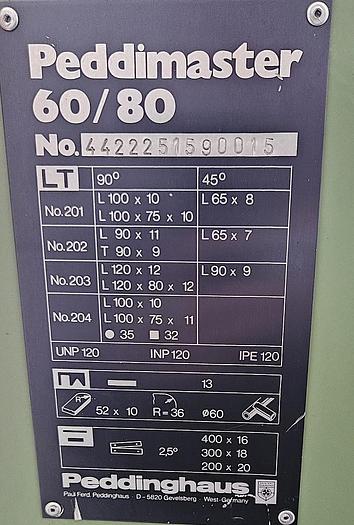 Peddimaster
60/80
No. 4422251590015
LT 90° 45°
No.201 L 100 x 10 L 65 x 8
L 100 x 75 x 10
No.202 L 90 x 11 L 65 x 7
T 90 x 9
No.203 L 120 x 12 L 90 x 9
L 120 x 80 x 12
No.204 L 100 x 10
L 100 x 75 x 11
● 35 ■ 32
UNP 120 INP 120 IPE 120
13
R 52 x 10 R = 36 ø60
2,5° 400 x 16
300 x 18
200 x 20
Peddinghaus
Paul Ferd. Peddinghaus · D - 5820 Gevelsberg · West-Germany